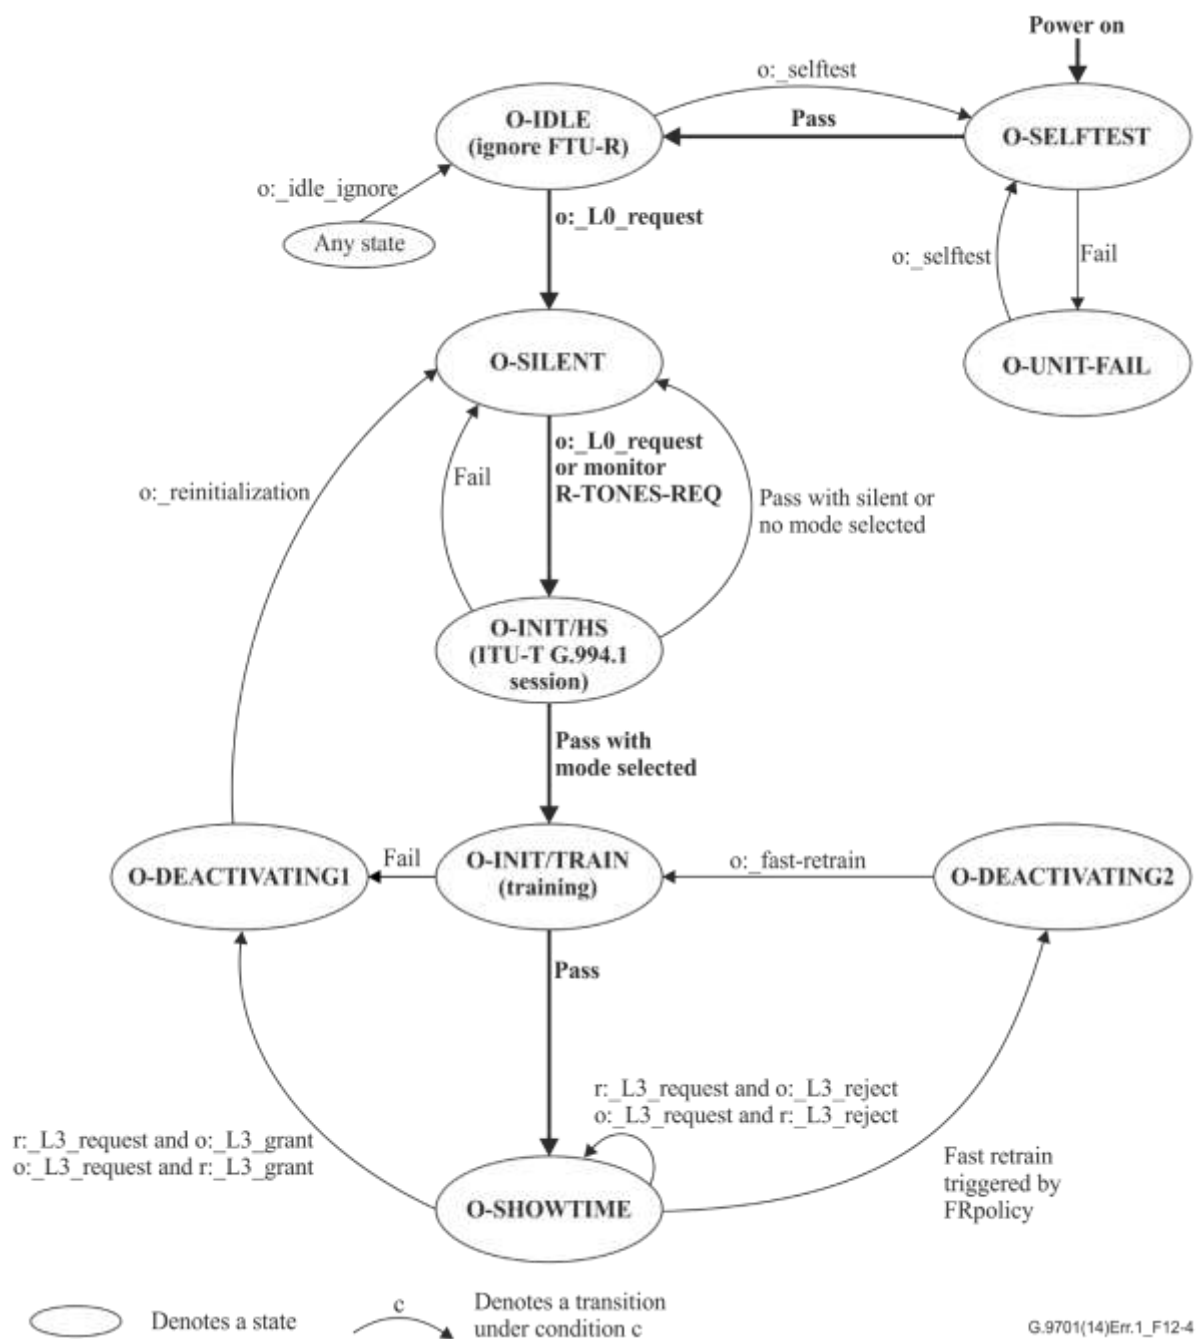 Power on
o:_selftest
O-IDLE
(ignore FTU-R)
Pass
O-SELFTEST
o:_idle_ignore
Any state
o:_L0_request
o:_selftest
Fail
O-SILENT
O-UNIT-FAIL
o:_L0_request
or monitor
R-TONES-REQ
Fail
o:_reinitialization
Pass with silent or
no mode selected
O-INIT/HS
(ITU-T G.994.1
session)
Pass with
mode selected
O-DEACTIVATING1
Fail
O-INIT/TRAIN
(training)
o:_fast-retrain
O-DEACTIVATING2
Pass
r:_L3_request and o:_L3_reject
o:_L3_request and r:_L3_reject
r:_L3_request and o:_L3_grant
o:_L3_request and r:_L3_grant
Fast retrain
triggered by
FRpolicy
O-SHOWTIME
Denotes a state
c
Denotes a transition
under condition c
G.9701(14)Err.1_F12-4